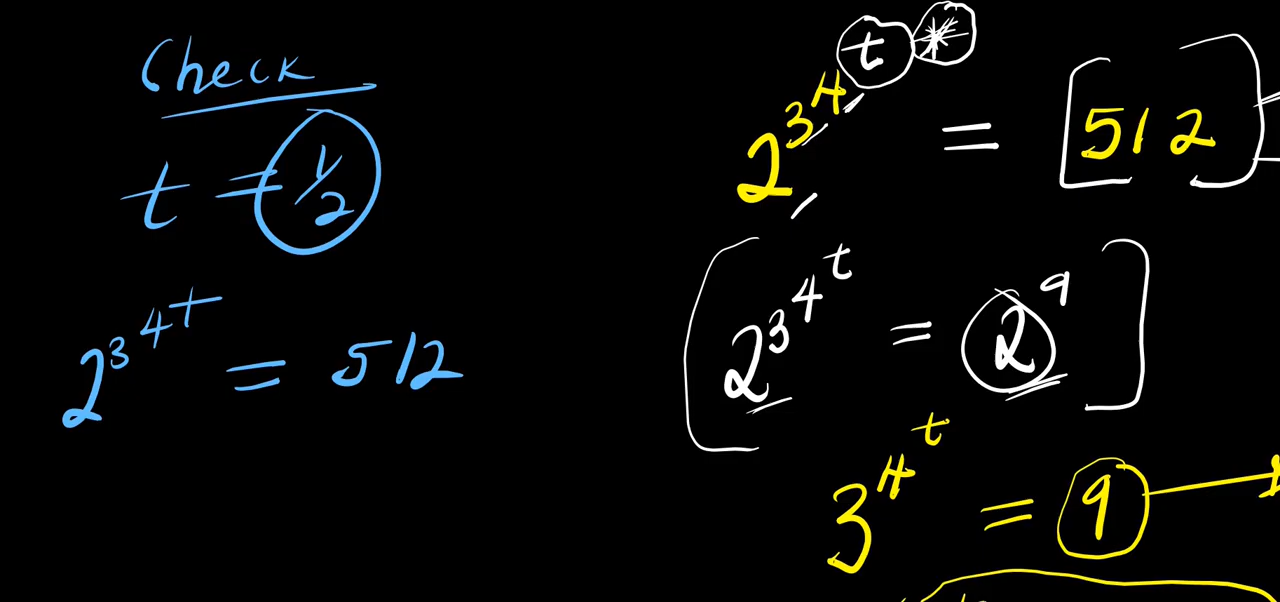 Check
t = 1/2
2^3^4^t = 512
2^3^4^t * = [512]
[2^3^4^t = 2^9]
3^4^t = 9